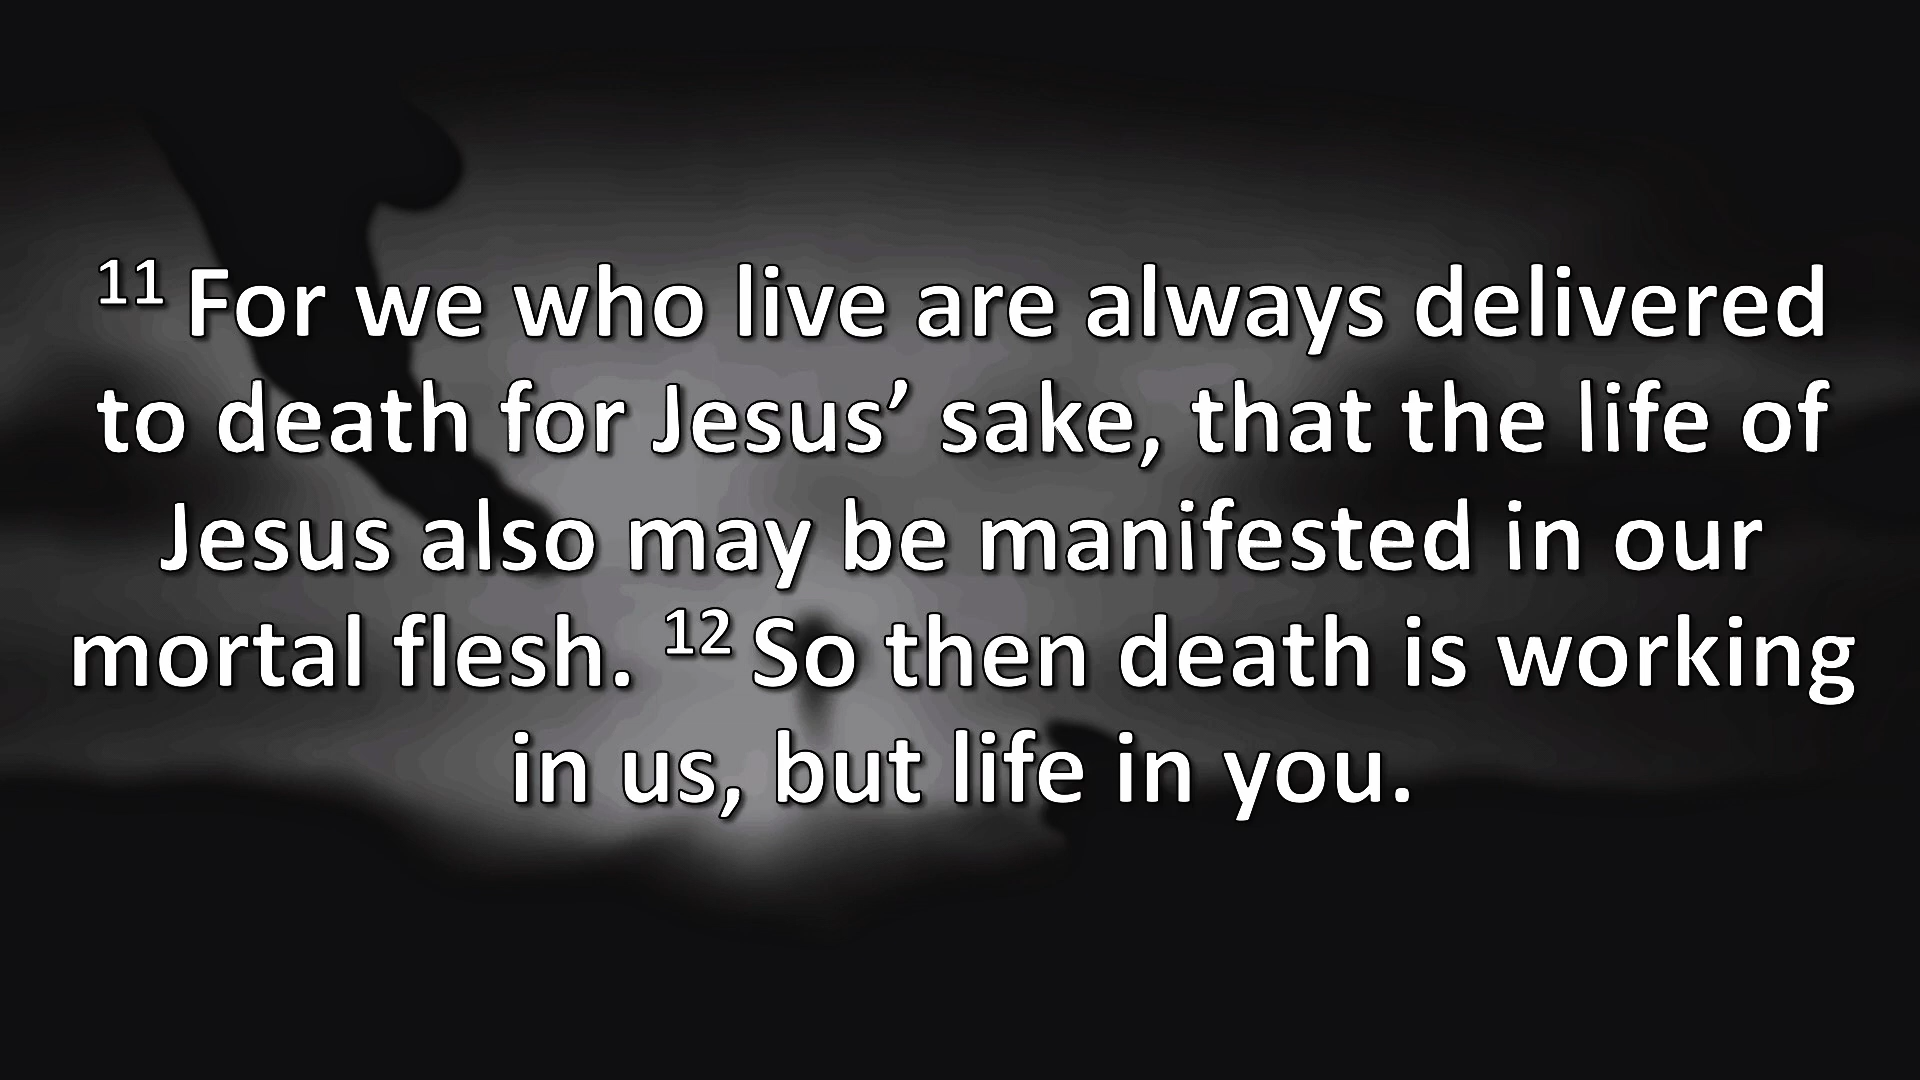 11 For we who live are always delivered
to death for Jesus’ sake, that the life of
Jesus also may be manifested in our
mortal flesh. 12 So then death is working
in us, but life in you.